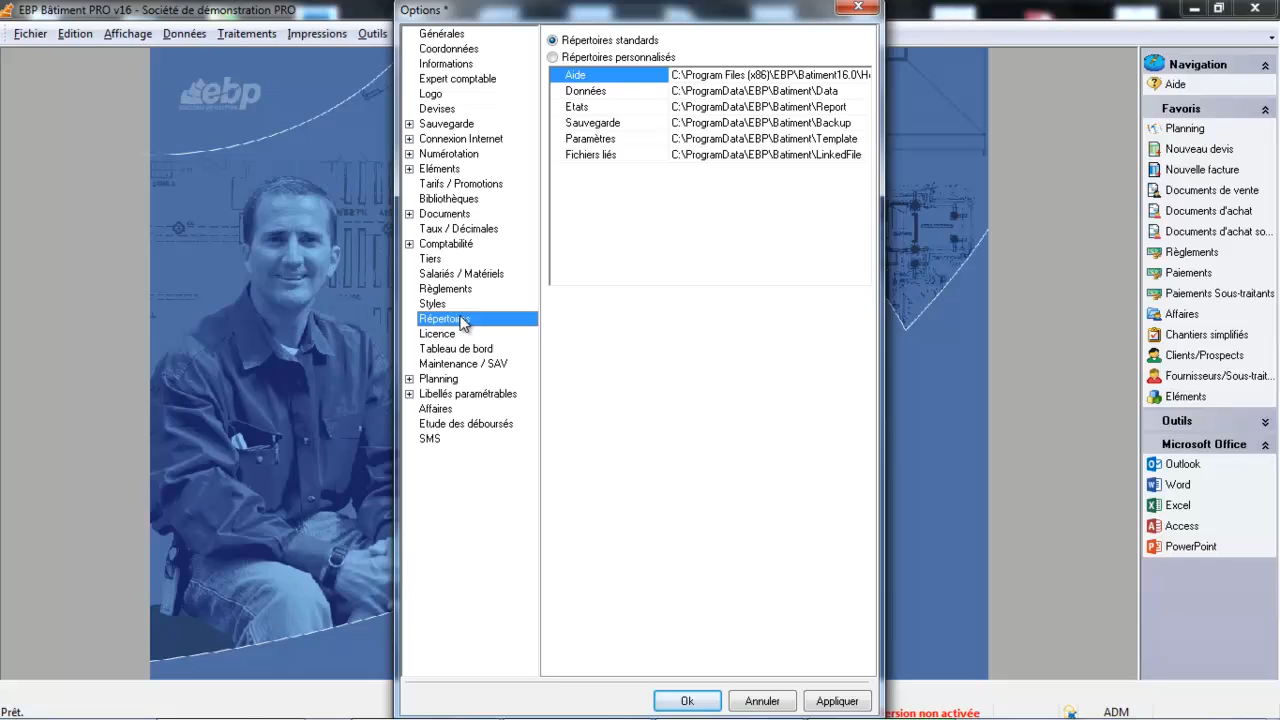 EBP Bâtiment PRO v16 - Société de démonstration PRO
Fichier Edition Affichage Données Traitements Impressions Outils
ebp
Options *
Générales
Coordonnées
Informations
Expert comptable
Logo
Devises
Sauvegarde
Connexion Internet
Numérotation
Eléments
Tarifs / Promotions
Bibliothèques
Documents
Taux / Décimales
Comptabilité
Tiers
Salariés / Matériels
Règlements
Styles
Licence
Tableau de bord
Maintenance / SAV
Planning
Libellés paramétrables
Affaires
Etude des déboursés
SMS
Répertoires standards
Répertoires personnalisés
Aide C:\Program Files (x86)\EBP\Batiment16.0\H
Données C:\ProgramData\EBP\Batiment\Data
Etats C:\ProgramData\EBP\Batiment\Report
Sauvegarde C:\ProgramData\EBP\Batiment\Backup
Paramètres C:\ProgramData\EBP\Batiment\Template
Fichiers liés C:\ProgramData\EBP\Batiment\LinkedFile
Ok Annuler Appliquer
Navigation
Aide
Favoris
Planning
Nouveau devis
Nouvelle facture
Documents de vente
Documents d'achat
Documents d'achat so...
Règlements
Paiements
Paiements Sous-traitants
Affaires
Chantiers simplifiés
Clients/Prospects
Fournisseurs/Sous-trait...
Eléments
Outils
Microsoft Office
Outlook
Word
Excel
Access
PowerPoint
Prêt.
ersion non activée
ADM